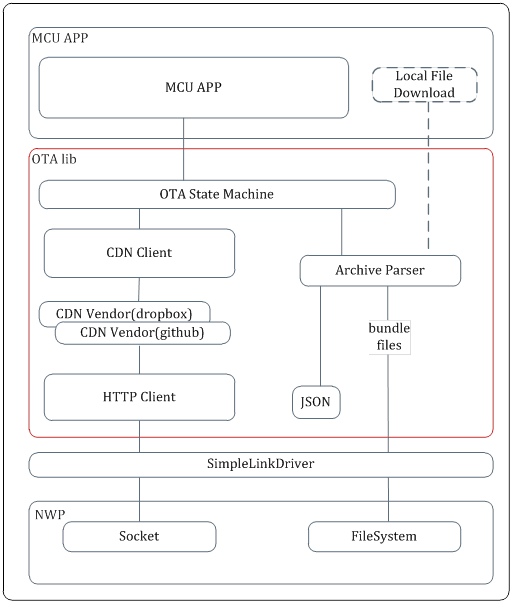 MCU APP
MCU APP
Local File
Download
OTA lib
OTA State Machine
CDN Client
Archive Parser
CDN Vendor(dropbox)
CDN Vendor(github)
bundle
files
HTTP Client
JSON
SimpleLinkDriver
NWP
Socket
FileSystem